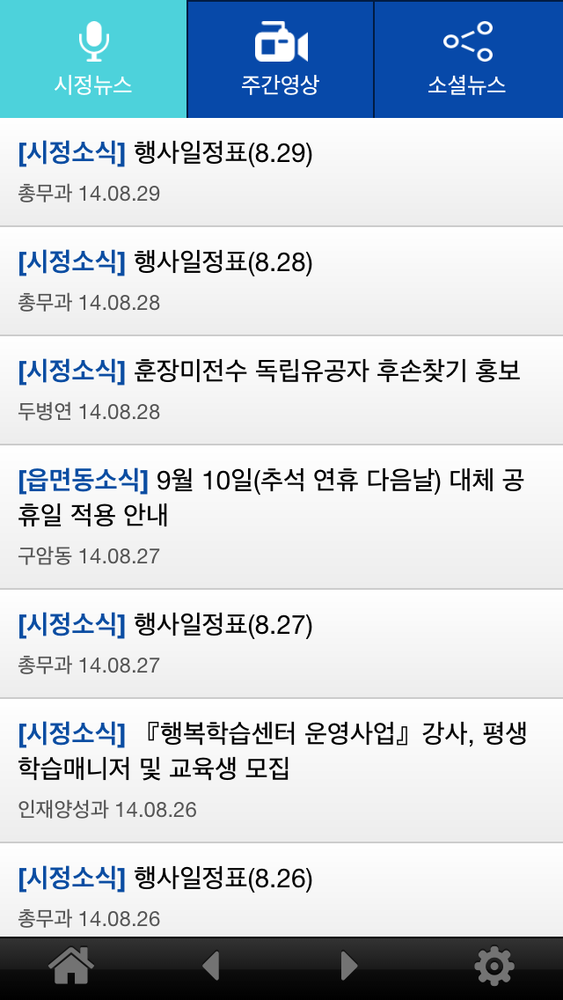 시정뉴스
주간영상
소셜뉴스
[시정소식] 행사일정표(8.29)
총무과 14.08.29
[시정소식] 행사일정표(8.28)
총무과 14.08.28
[시정소식] 훈장미전수 독립유공자 후손찾기 홍보
두병연 14.08.28
[읍면동소식] 9월 10일(추석 연휴 다음날) 대체 공
휴일 적용 안내
구암동 14.08.27
[시정소식] 행사일정표(8.27)
총무과 14.08.27
[시정소식] 『행복학습센터 운영사업』강사, 평생
학습매니저 및 교육생 모집
인재양성과 14.08.26
[시정소식] 행사일정표(8.26)
총무과 14.08.26